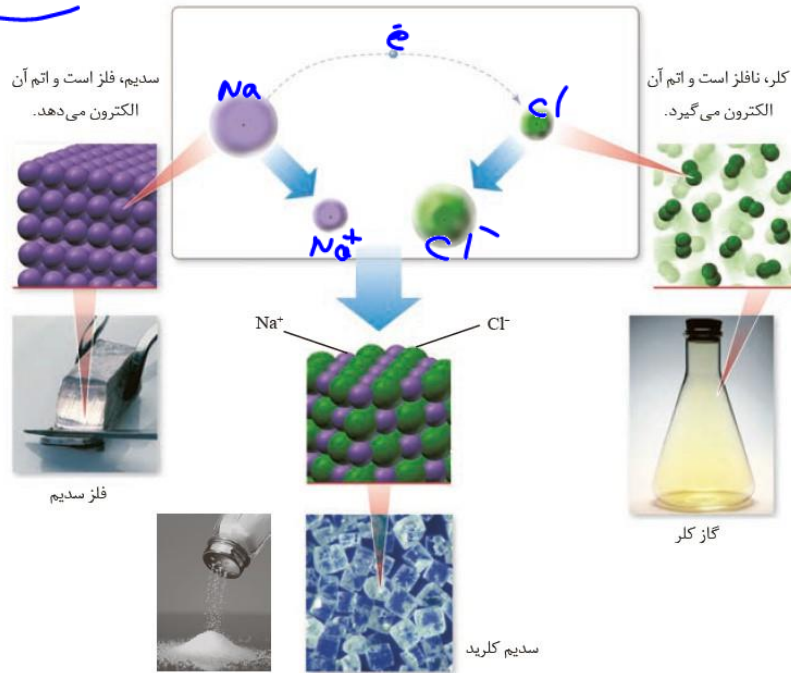 ē
سدیم، فلز است و اتم آن
الکترون می‌دهد.
Na
Cl
کلر، نافلز است و اتم آن
الکترون می‌گیرد.
Na⁺
Cl⁻
Na⁺
Cl⁻
فلز سدیم
گاز کلر
سدیم کلرید